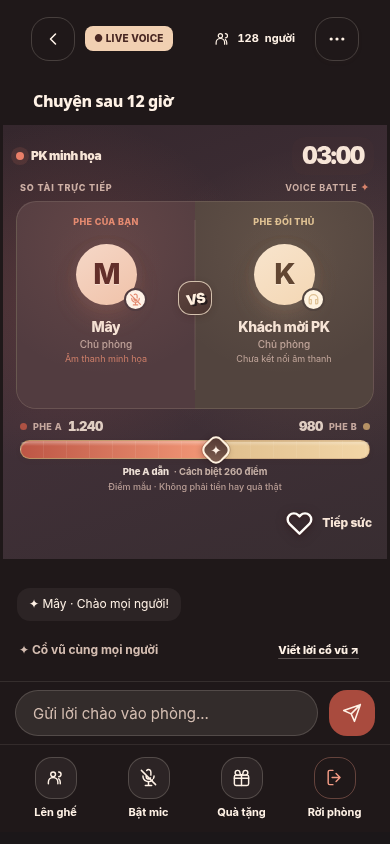 LIVE VOICE
128 người
Chuyện sau 12 giờ
PK minh họa
03:00
SO TÀI TRỰC TIẾP
VOICE BATTLE ✦
PHE CỦA BẠN
PHE ĐỐI THỦ
M
K
VS
Mây
Khách mời PK
Chủ phòng
Chủ phòng
Âm thanh minh họa
Chưa kết nối âm thanh
PHE A 1.240
980 PHE B
Phe A dẫn · Cách biệt 260 điểm
Điểm mẫu · Không phải tiền hay quà thật
Tiếp sức
✦ Mây · Chào mọi người!
✦ Cổ vũ cùng mọi người
Viết lời cổ vũ ↗
Gửi lời chào vào phòng...
Lên ghế
Bật mic
Quà tặng
Rời phòng